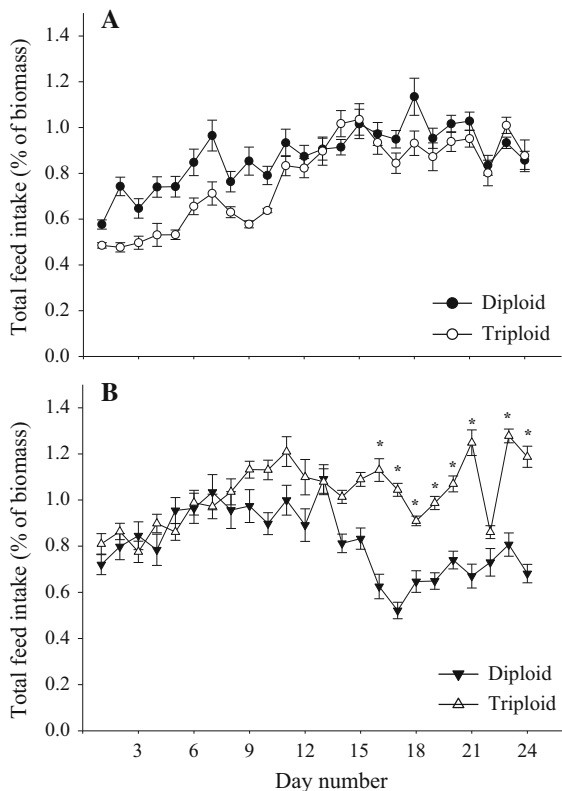 A
Total feed intake (% of biomass)
1.4
1.2
1.0
0.8
0.6
0.4
0.2
0.0
Diploid
Triploid
B
Total feed intake (% of biomass)
1.4
1.2
1.0
0.8
0.6
0.4
0.2
0.0
* * * * * * * *
Diploid
Triploid
3 6 9 12 15 18 21 24
Day number